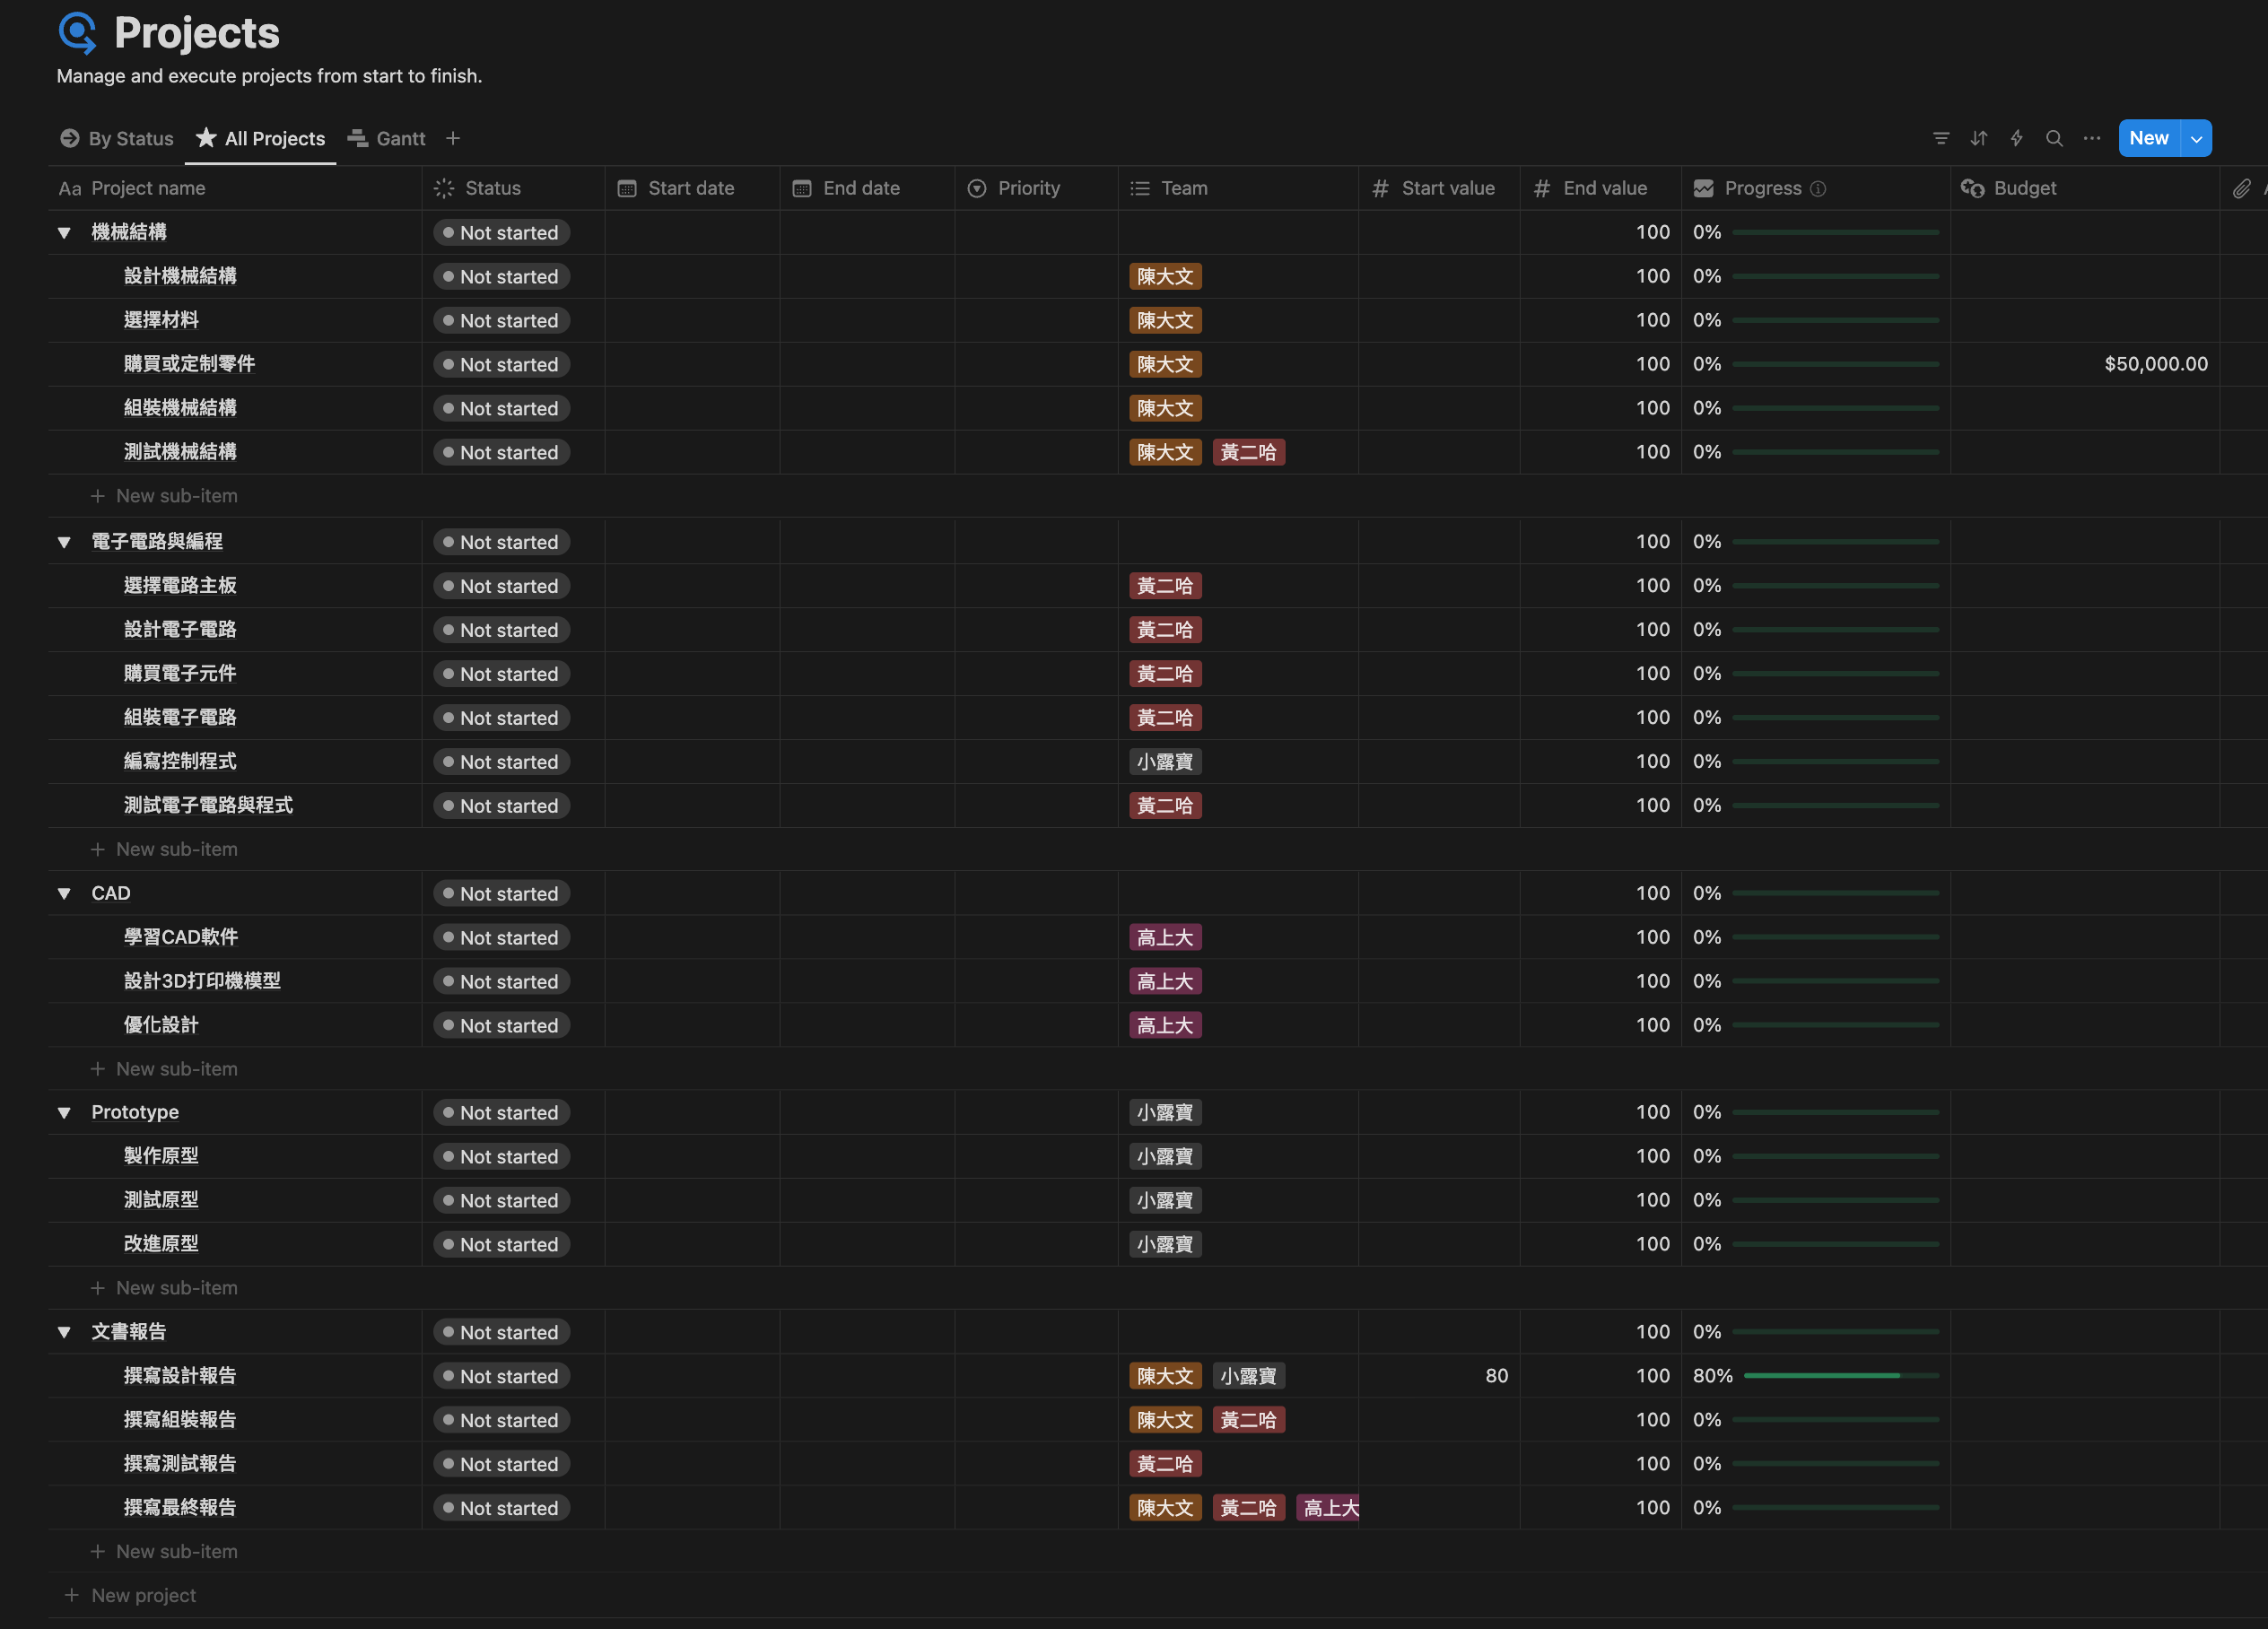 Projects
Manage and execute projects from start to finish.
By Status All Projects Gantt + New
Aa Project name Status Start date End date Priority Team # Start value # End value Progress Budget
機械結構 Not started 100 0%
設計機械結構 Not started 陳大文 100 0%
選擇材料 Not started 陳大文 100 0%
購買或定制零件 Not started 陳大文 100 0% $50,000.00
組裝機械結構 Not started 陳大文 100 0%
測試機械結構 Not started 陳大文 黃二哈 100 0%
+ New sub-item
電子電路與編程 Not started 100 0%
選擇電路主板 Not started 黃二哈 100 0%
設計電子電路 Not started 黃二哈 100 0%
購買電子元件 Not started 黃二哈 100 0%
組裝電子電路 Not started 黃二哈 100 0%
編寫控制程式 Not started 小露寶 100 0%
測試電子電路與程式 Not started 黃二哈 100 0%
+ New sub-item
CAD Not started 100 0%
學習CAD軟件 Not started 高上大 100 0%
設計3D打印機模型 Not started 高上大 100 0%
優化設計 Not started 高上大 100 0%
+ New sub-item
Prototype Not started 小露寶 100 0%
製作原型 Not started 小露寶 100 0%
測試原型 Not started 小露寶 100 0%
改進原型 Not started 小露寶 100 0%
+ New sub-item
文書報告 Not started 100 0%
撰寫設計報告 Not started 陳大文 小露寶 80 100 80%
撰寫組裝報告 Not started 陳大文 黃二哈 100 0%
撰寫測試報告 Not started 黃二哈 100 0%
撰寫最終報告 Not started 陳大文 黃二哈 高上大 100 0%
+ New sub-item
+ New project